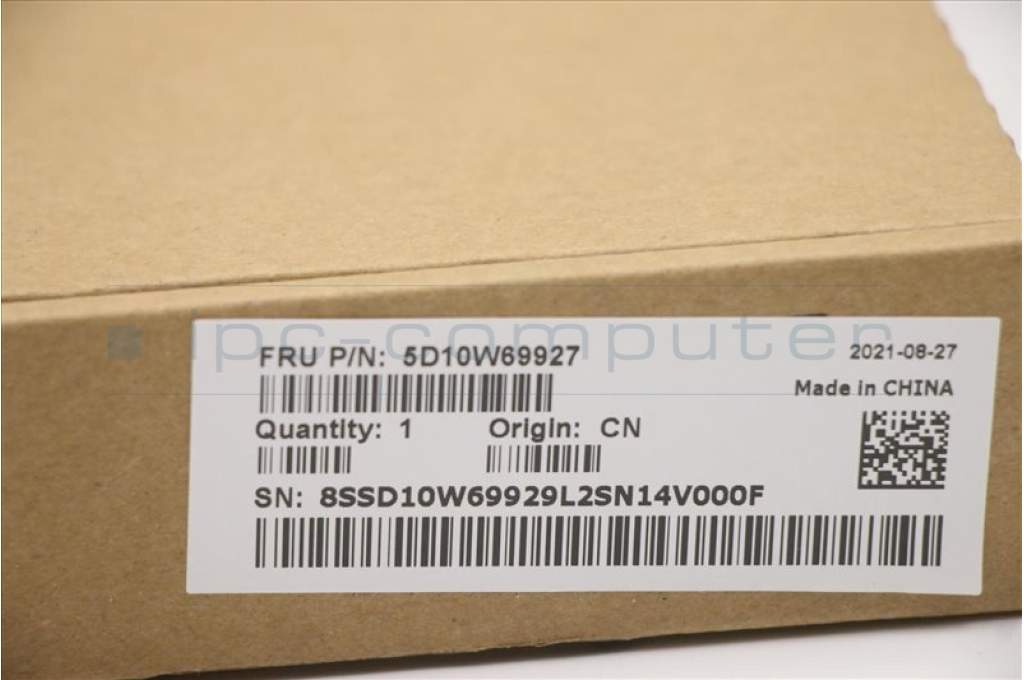 ipc-computer
FRU P/N: 5D10W69927
2021-08-27
Made in CHINA
Quantity: 1 Origin: CN
SN: 8SSD10W69929L2SN14V000F